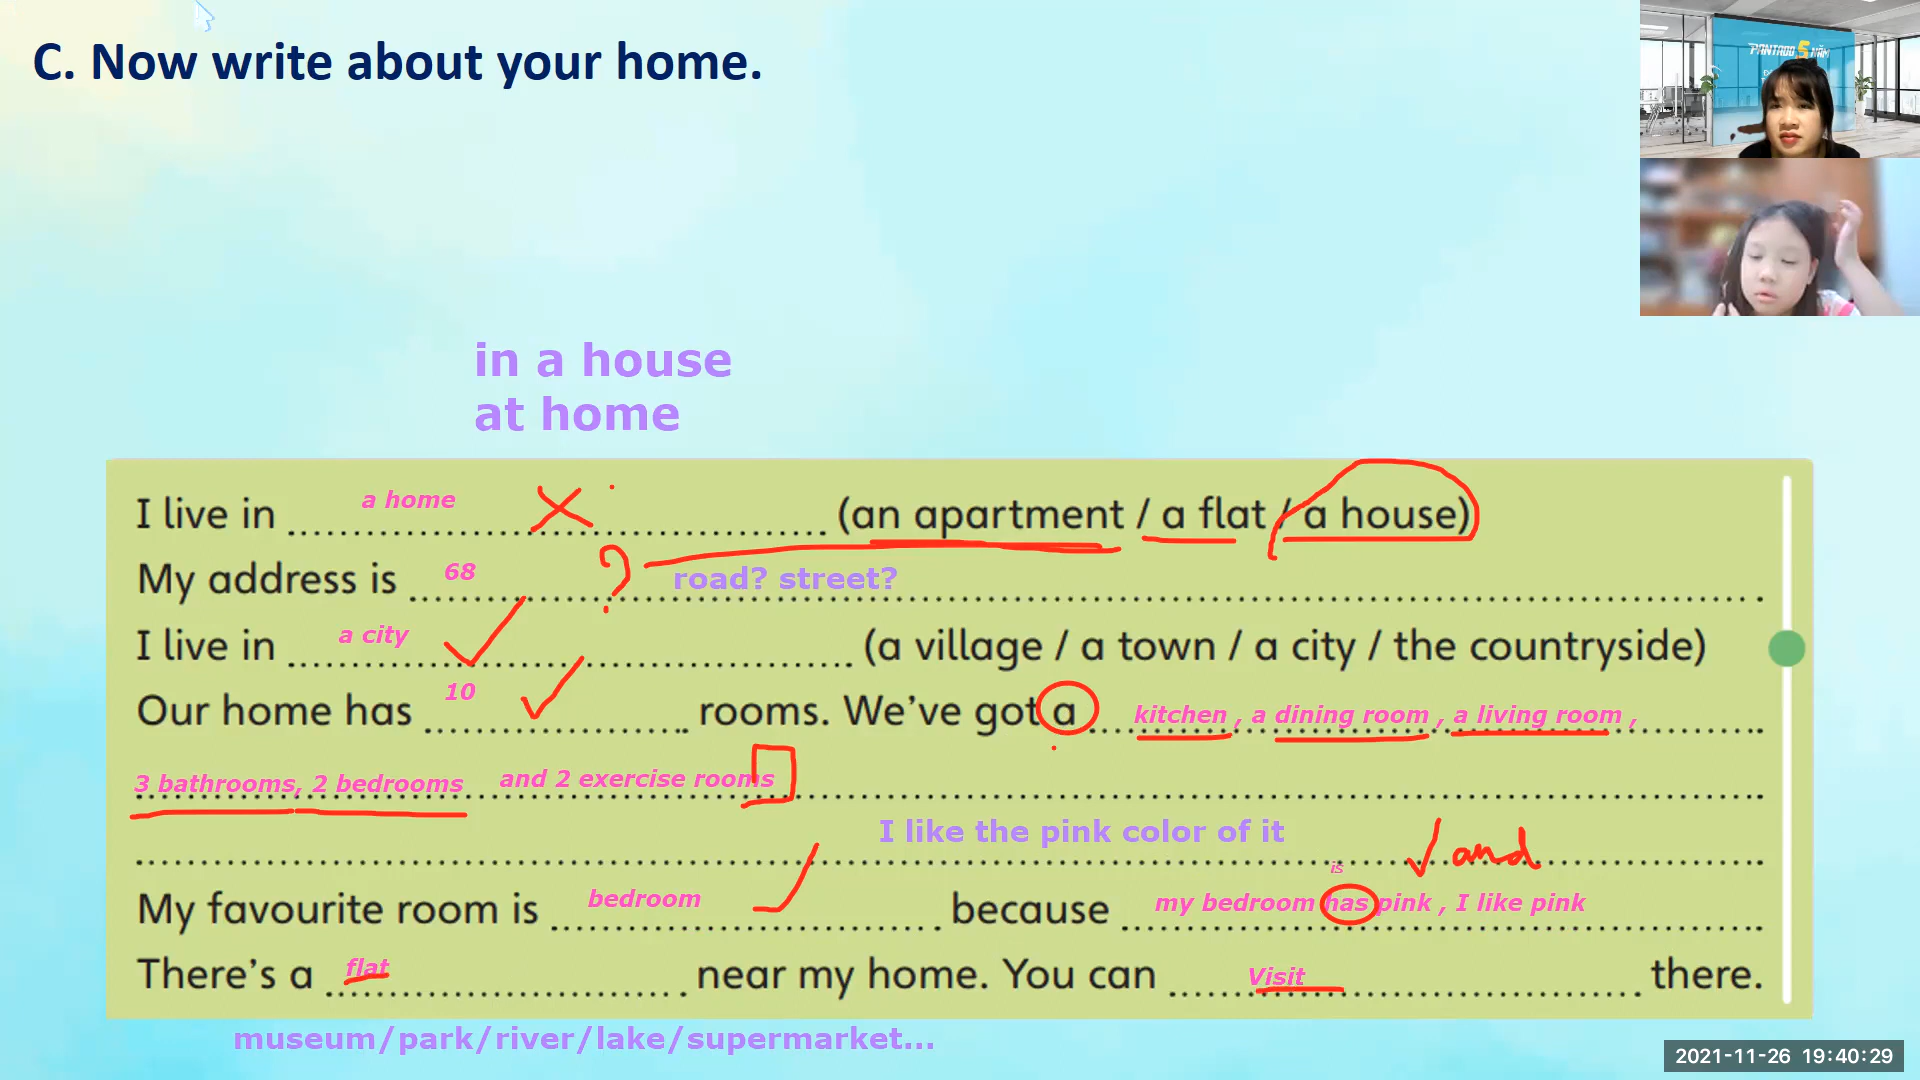 C. Now write about your home.
PANTADO 5 NĂM
in a house
at home
I live in a home (an apartment / a flat / a house)
My address is 68 road? street?
I live in a city (a village / a town / a city / the countryside)
Our home has 10 rooms. We’ve got a kitchen , a dining room , a living room ,
3 bathrooms, 2 bedrooms and 2 exercise rooms
I like the pink color of it
and
is
My favourite room is bedroom because my bedroom has pink , I like pink
There’s a flat near my home. You can Visit there.
museum/park/river/lake/supermarket...
2021-11-26 19:40:29